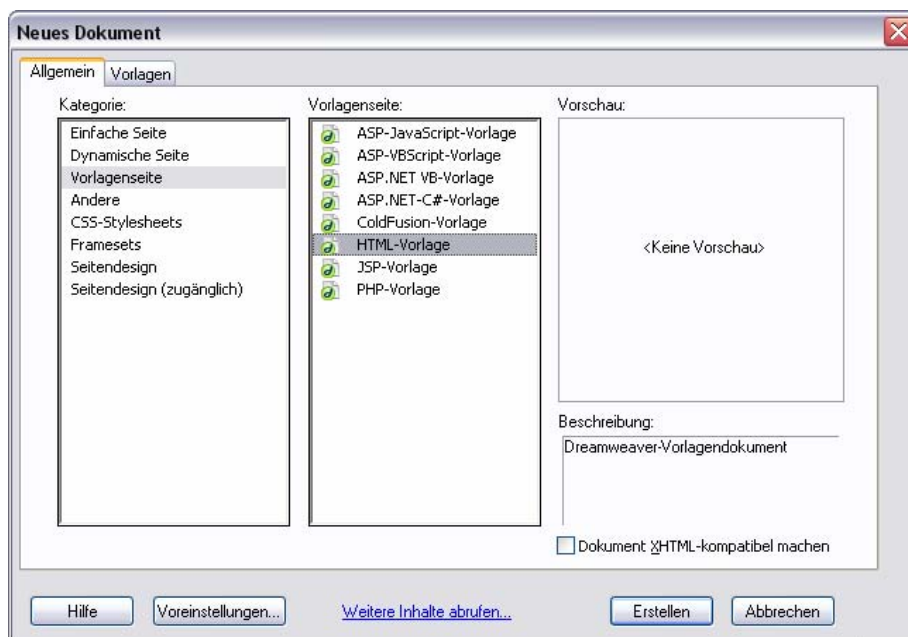 Neues Dokument
Allgemein
Vorlagen
Kategorie:
Einfache Seite
Dynamische Seite
Vorlagenseite
Andere
CSS-Stylesheets
Framesets
Seitendesign
Seitendesign (zugänglich)
Vorlagenseite:
ASP-JavaScript-Vorlage
ASP-VBScript-Vorlage
ASP.NET VB-Vorlage
ASP.NET-C#-Vorlage
ColdFusion-Vorlage
HTML-Vorlage
JSP-Vorlage
PHP-Vorlage
Vorschau:
<Keine Vorschau>
Beschreibung:
Dreamweaver-Vorlagendokument
Dokument XHTML-kompatibel machen
Hilfe
Voreinstellungen...
Weitere Inhalte abrufen...
Erstellen
Abbrechen